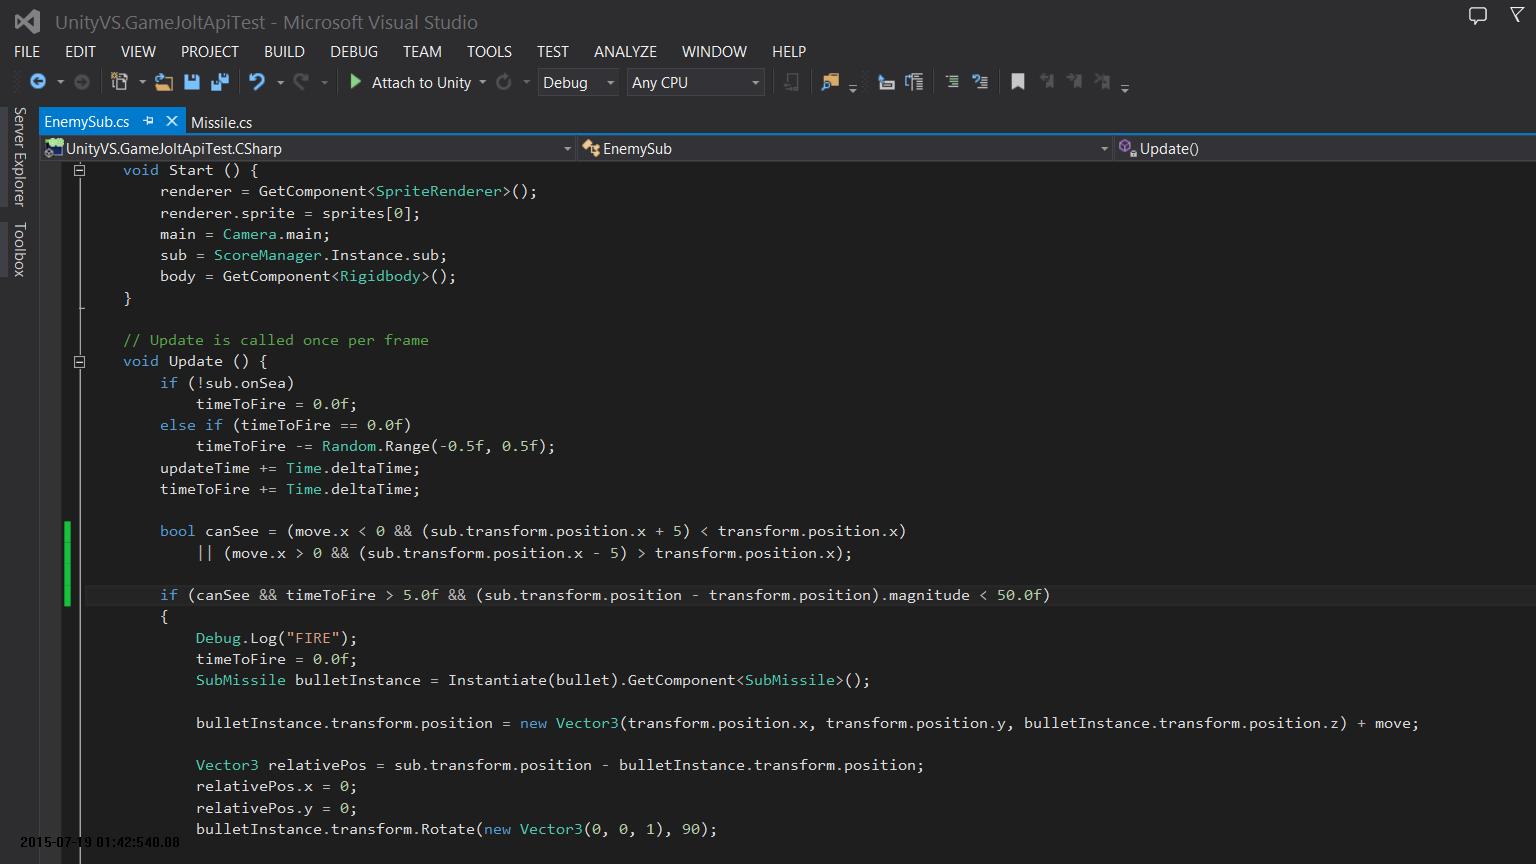 UnityVS.GameJoltApiTest - Microsoft Visual Studio
FILE EDIT VIEW PROJECT BUILD DEBUG TEAM TOOLS TEST ANALYZE WINDOW HELP
Attach to Unity Debug Any CPU
Server Explorer
Toolbox
EnemySub.cs Missile.cs
UnityVS.GameJoltApiTest.CSharp EnemySub Update()
void Start () {
renderer = GetComponent<SpriteRenderer>();
renderer.sprite = sprites[0];
main = Camera.main;
sub = ScoreManager.Instance.sub;
body = GetComponent<Rigidbody>();
}
// Update is called once per frame
void Update () {
if (!sub.onSea)
timeToFire = 0.0f;
else if (timeToFire == 0.0f)
timeToFire -= Random.Range(-0.5f, 0.5f);
updateTime += Time.deltaTime;
timeToFire += Time.deltaTime;
bool canSee = (move.x < 0 && (sub.transform.position.x + 5) < transform.position.x)
|| (move.x > 0 && (sub.transform.position.x - 5) > transform.position.x);
if (canSee && timeToFire > 5.0f && (sub.transform.position - transform.position).magnitude < 50.0f)
{
Debug.Log("FIRE");
timeToFire = 0.0f;
SubMissile bulletInstance = Instantiate(bullet).GetComponent<SubMissile>();
bulletInstance.transform.position = new Vector3(transform.position.x, transform.position.y, bulletInstance.transform.position.z) + move;
Vector3 relativePos = sub.transform.position - bulletInstance.transform.position;
relativePos.x = 0;
relativePos.y = 0;
bulletInstance.transform.Rotate(new Vector3(0, 0, 1), 90);
2015-07-19 01:42:540.08